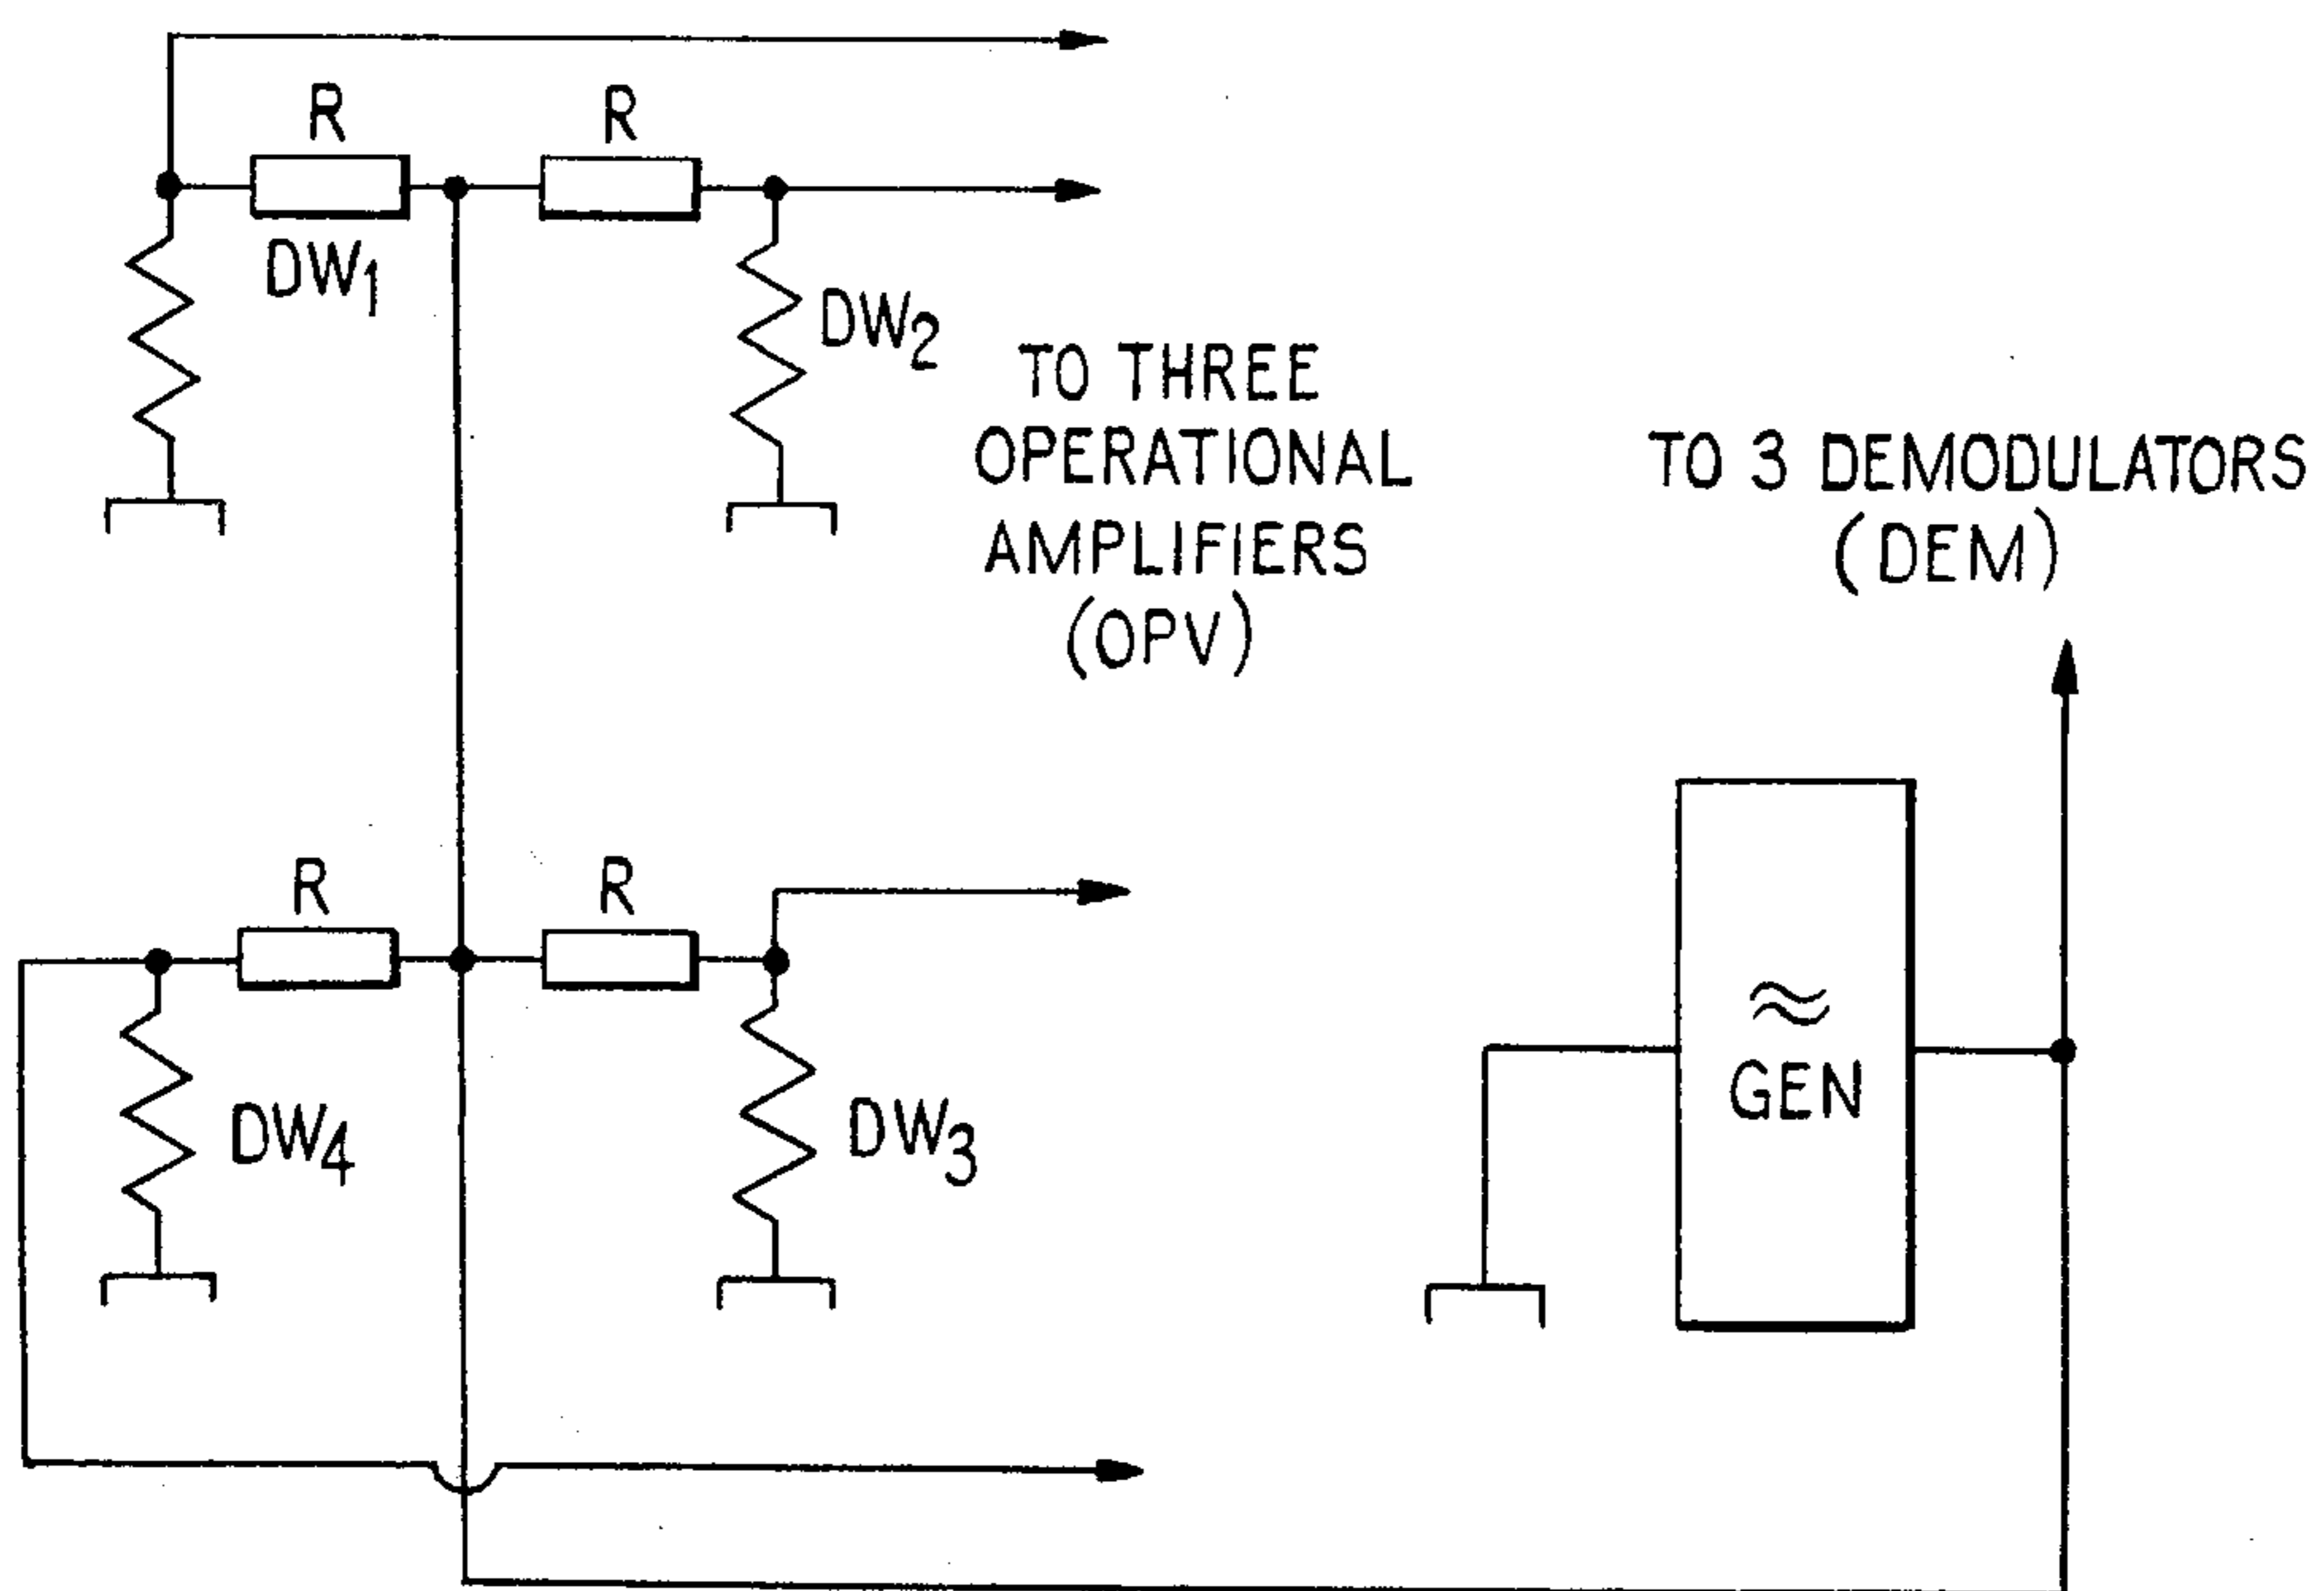 R
R
DW1
DW2
TO THREE
OPERATIONAL
AMPLIFIERS
(OPV)
TO 3 DEMODULATORS
(DEM)
R
R
DW4
DW3
≈
GEN